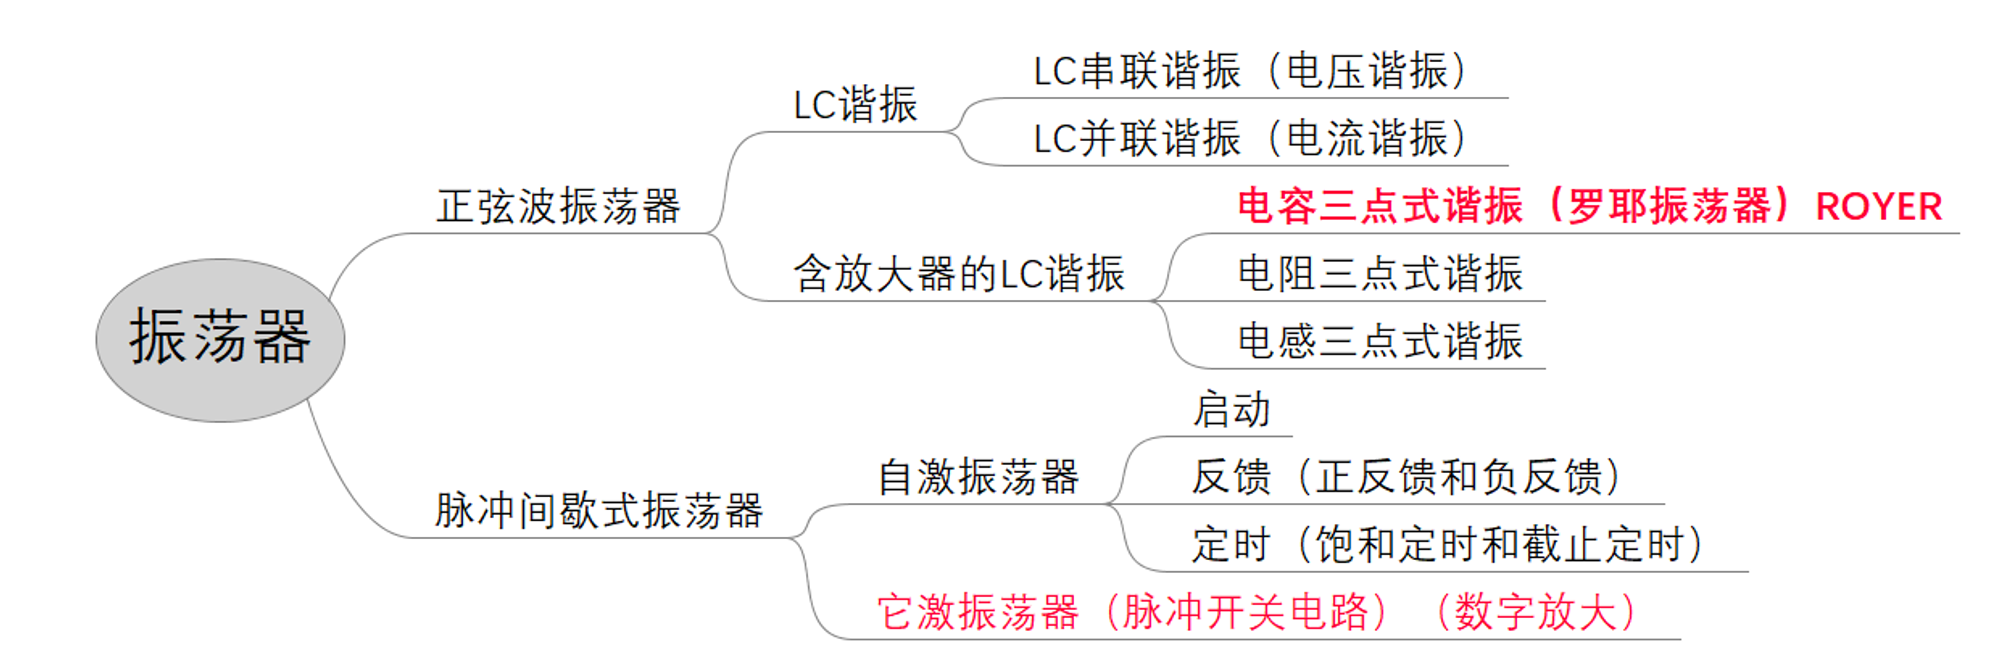 振荡器
正弦波振荡器
LC谐振
LC串联谐振（电压谐振）
LC并联谐振（电流谐振）
含放大器的LC谐振
电容三点式谐振（罗耶振荡器）ROYER
电阻三点式谐振
电感三点式谐振
脉冲间歇式振荡器
自激振荡器
启动
反馈（正反馈和负反馈）
定时（饱和定时和截止定时）
它激振荡器（脉冲开关电路）（数字放大）